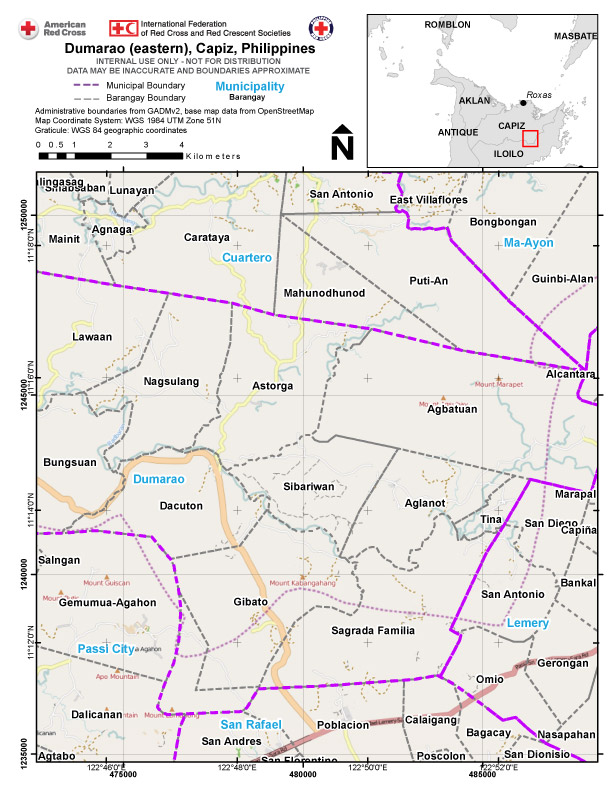 American Red Cross
International Federation
of Red Cross and Red Crescent Societies
Dumarao (eastern), Capiz, Philippines
INTERNAL USE ONLY - NOT FOR DISTRIBUTION
DATA MAY BE INACCURATE AND BOUNDARIES APPROXIMATE
Municipal Boundary
Municipality
Barangay Boundary
Barangay
Administrative boundaries from GADMv2, base map data from OpenStreetMap
Map Coordinate System: WGS 1984 UTM Zone 51N
Graticule: WGS 84 geographic coordinates
0 0.5 1 2 3 4
Kilometers
N
ROMBLON
MASBATE
Roxas
AKLAN
CAPIZ
ANTIQUE
ILOILO
Sinabsaban
Lunayan
San Antonio
East Villaflores
Agnaga
Bongbongan
Mainit
Carataya
Ma-Ayon
Cuartero
Guinbi-Alan
Puti-An
Mahunodhunod
Lawaan
Alcantara
Nagsulang
Astorga
Mount Marapet
Agbatuan
Bungsuan
Dumarao
Sibariwan
Marapal
Dacuton
Aglanot
Tina
San Diego
Capiña
Salngan
Mount Guiscan
Mount Kabangahang
Bankal
Gemumua-Agahon
Gibato
San Antonio
Lemery
Sagrada Familia
Passi City
Agahon
Gerongan
Apo Mountain
Omio
Dalicanan
San Rafael
Poblacion
Calaigang
Bagacay
Nasapahan
San Andres
Agtabo
San Florentino
Poscolon
San Dionisio
1250000
1245000
1240000
1235000
11°18'0"N
11°16'0"N
11°14'0"N
11°12'0"N
122°46'0"E
122°48'0"E
122°50'0"E
122°52'0"E
475000
480000
485000